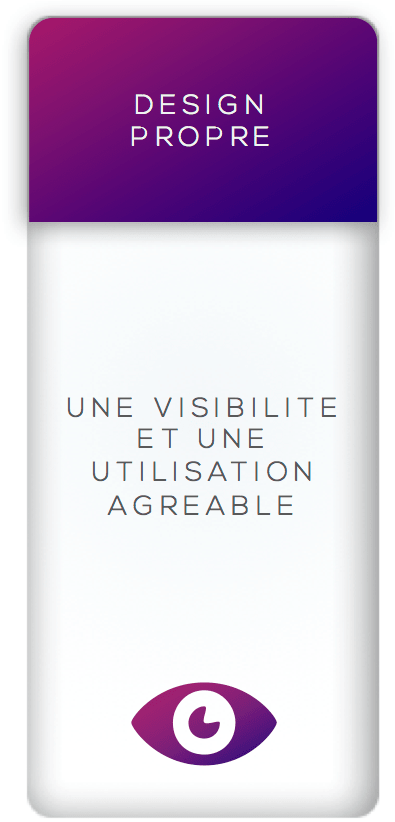 DESIGN
PROPRE
UNE VISIBILITE
ET UNE
UTILISATION
AGREABLE